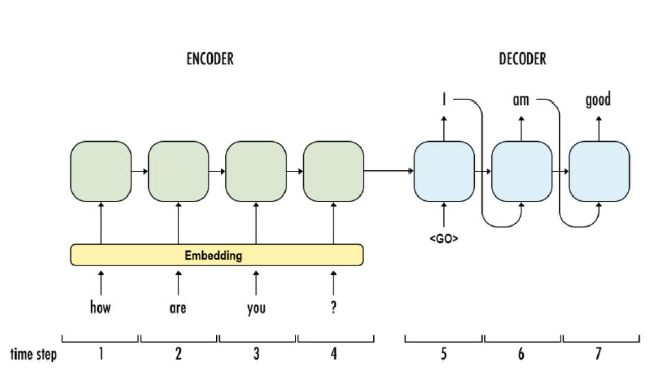 ENCODER DECODER
I am good
<GO>
Embedding
how are you ?
time step 1 2 3 4 5 6 7